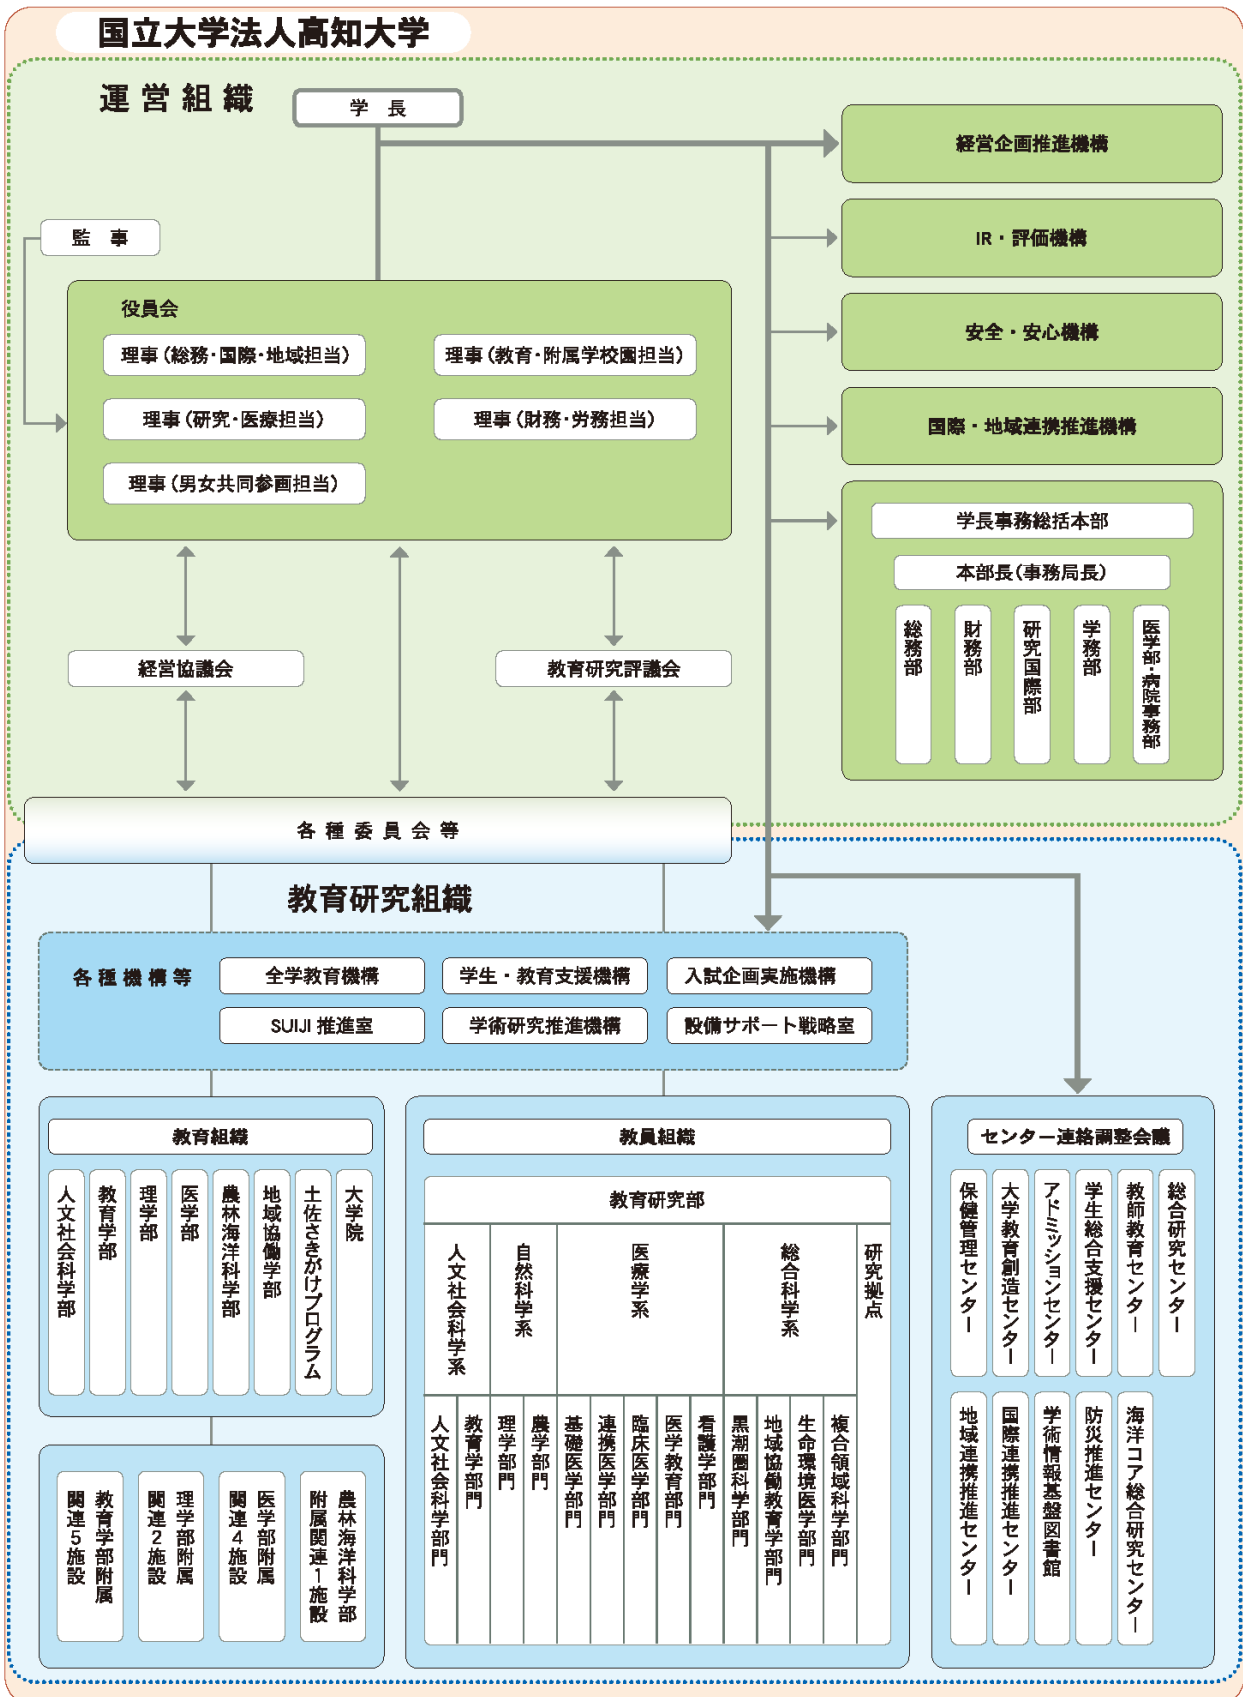 国立大学法人高知大学
運営組織
学長
経営企画推進機構
監事
IR・評価機構
役員会
理事(総務・国際・地域担当)
理事(教育・附属学校園担当)
理事(研究・医療担当)
理事(財務・労務担当)
理事(男女共同参画担当)
安全・安心機構
国際・地域連携推進機構
学長事務総括本部
本部長(事務局長)
総務部
財務部
研究国際部
学務部
医学部・病院事務部
経営協議会
教育研究評議会
各種委員会等
教育研究組織
各種機構等
全学教育機構
学生・教育支援機構
入試企画実施機構
SUIJI 推進室
学術研究推進機構
設備サポート戦略室
教育組織
人文社会科学部
教育学部
理学部
医学部
農林海洋科学部
地域協働学部
土佐さきがけプログラム
大学院
教育学部附属
関連5施設
理学部附属
関連2施設
医学部附属
関連4施設
農林海洋科学部
附属関連1施設
教員組織
教育研究部
人文社会科学系
自然科学系
医療学系
総合科学系
研究拠点
人文社会科学部門
教育学部門
理学部門
農学部門
基礎医学部門
連携医学部門
臨床医学部門
医学教育部門
看護学部門
黒潮圏科学部門
地域協働教育学部門
生命環境医学部門
複合領域科学部門
センター連絡調整会議
保健管理センター
大学教育創造センター
アドミッションセンター
学生総合支援センター
教師教育センター
総合研究センター
地域連携推進センター
国際連携推進センター
学術情報基盤図書館
防災推進センター
海洋コア総合研究センター